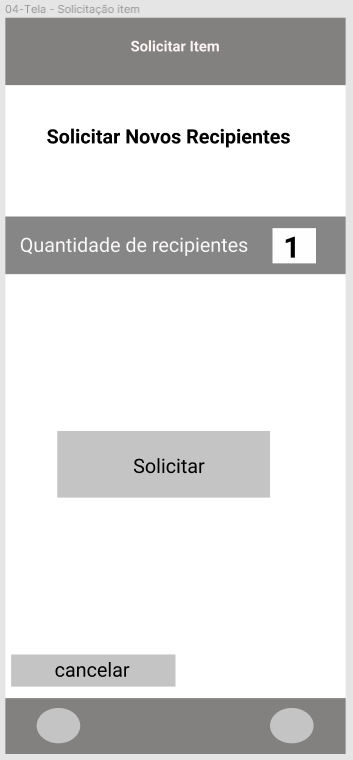 04-Tela - Solicitação item
Solicitar Item
Solicitar Novos Recipientes
Quantidade de recipientes 1
Solicitar
cancelar